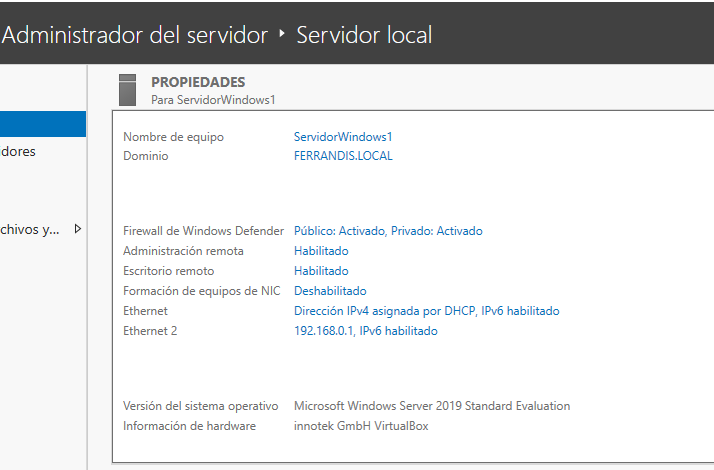 Administrador del servidor ‣ Servidor local
PROPIEDADES
Para ServidorWindows1
idores
chivos y...
Nombre de equipo ServidorWindows1
Dominio FERRANDIS.LOCAL
Firewall de Windows Defender Público: Activado, Privado: Activado
Administración remota Habilitado
Escritorio remoto Habilitado
Formación de equipos de NIC Deshabilitado
Ethernet Dirección IPv4 asignada por DHCP, IPv6 habilitado
Ethernet 2 192.168.0.1, IPv6 habilitado
Versión del sistema operativo Microsoft Windows Server 2019 Standard Evaluation
Información de hardware innotek GmbH VirtualBox